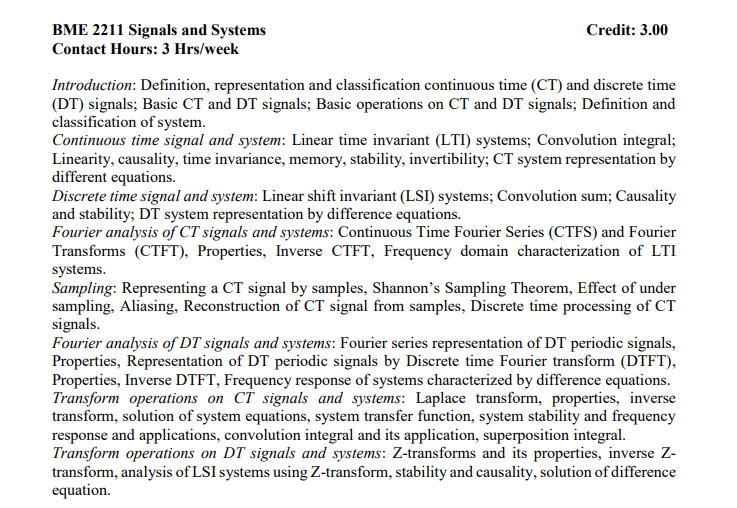 BME 2211 Signals and Systems Credit: 3.00
Contact Hours: 3 Hrs/week
Introduction: Definition, representation and classification continuous time (CT) and discrete time
(DT) signals; Basic CT and DT signals; Basic operations on CT and DT signals; Definition and
classification of system.
Continuous time signal and system: Linear time invariant (LTI) systems; Convolution integral;
Linearity, causality, time invariance, memory, stability, invertibility; CT system representation by
different equations.
Discrete time signal and system: Linear shift invariant (LSI) systems; Convolution sum; Causality
and stability; DT system representation by difference equations.
Fourier analysis of CT signals and systems: Continuous Time Fourier Series (CTFS) and Fourier
Transforms (CTFT), Properties, Inverse CTFT, Frequency domain characterization of LTI
systems.
Sampling: Representing a CT signal by samples, Shannon’s Sampling Theorem, Effect of under
sampling, Aliasing, Reconstruction of CT signal from samples, Discrete time processing of CT
signals.
Fourier analysis of DT signals and systems: Fourier series representation of DT periodic signals,
Properties, Representation of DT periodic signals by Discrete time Fourier transform (DTFT),
Properties, Inverse DTFT, Frequency response of systems characterized by difference equations.
Transform operations on CT signals and systems: Laplace transform, properties, inverse
transform, solution of system equations, system transfer function, system stability and frequency
response and applications, convolution integral and its application, superposition integral.
Transform operations on DT signals and systems: Z-transforms and its properties, inverse Z-
transform, analysis of LSI systems using Z-transform, stability and causality, solution of difference
equation.